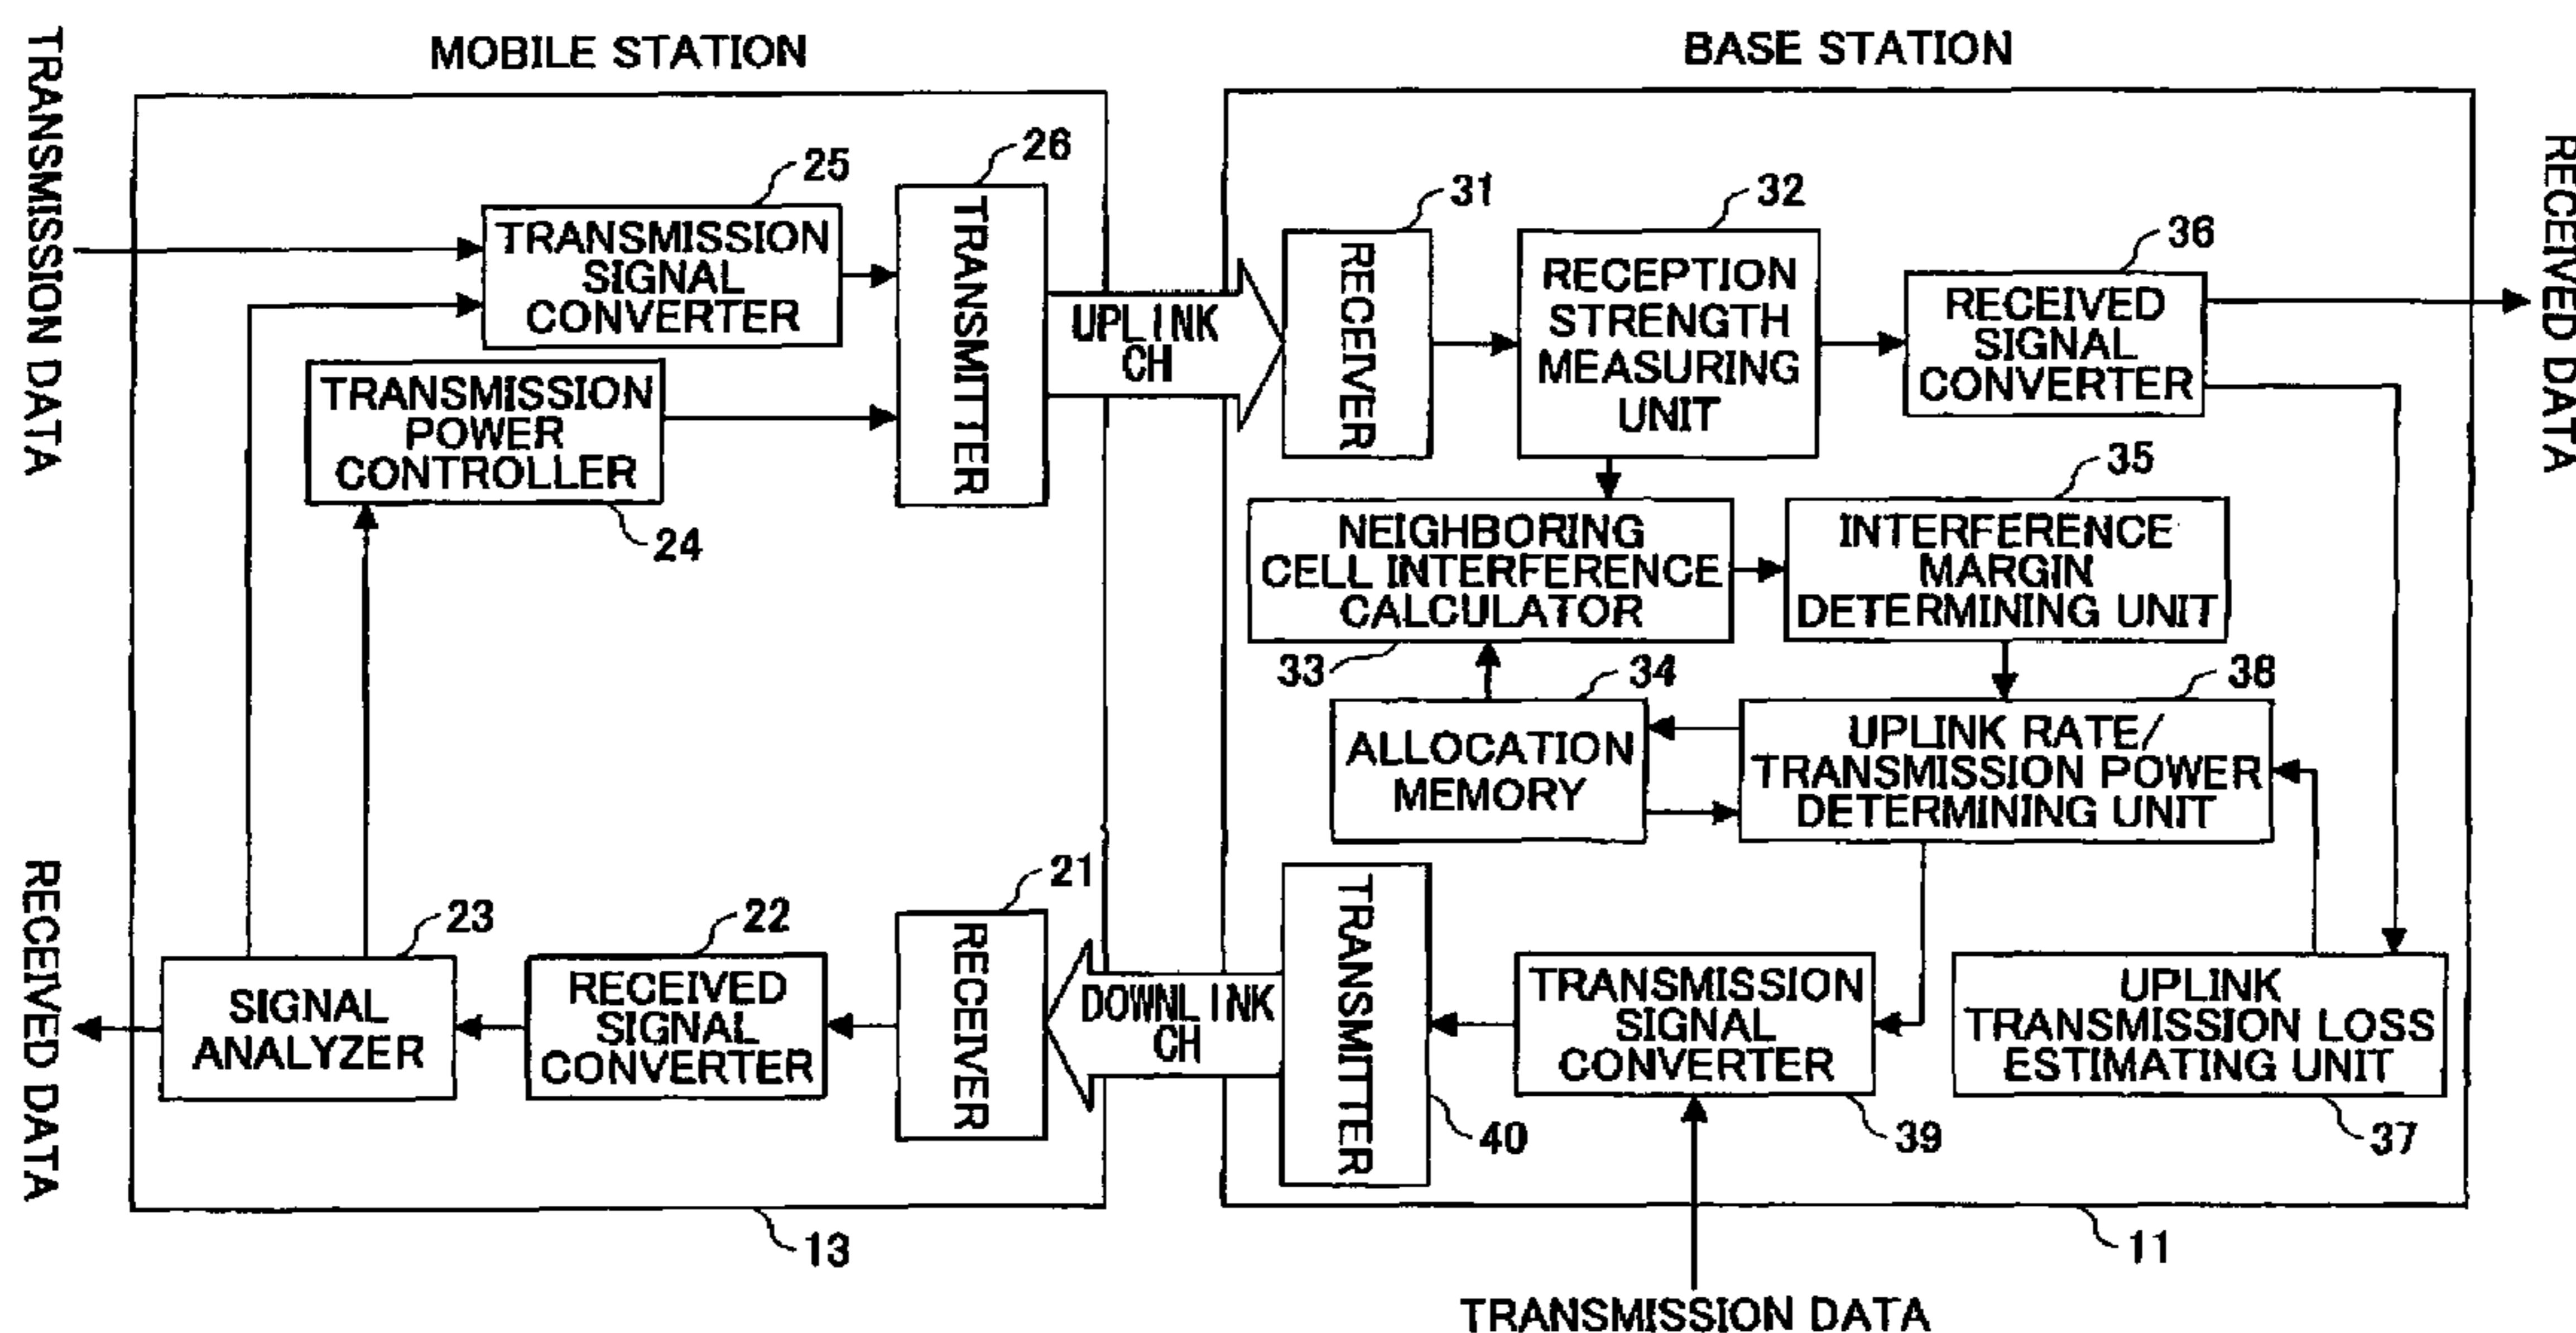 MOBILE STATION
BASE STATION
TRANSMISSION DATA
RECEIVED DATA
25
TRANSMISSION
SIGNAL
CONVERTER
26
TRANSMITTER
TRANSMISSION
POWER
CONTROLLER
24
UPLINK
CH
31
RECEIVER
32
RECEPTION
STRENGTH
MEASURING
UNIT
36
RECEIVED
SIGNAL
CONVERTER
RECEIVED DATA
NEIGHBORING
CELL INTERFERENCE
CALCULATOR
33
35
INTERFERENCE
MARGIN
DETERMINING UNIT
34
ALLOCATION
MEMORY
38
UPLINK RATE/
TRANSMISSION POWER
DETERMINING UNIT
23
SIGNAL
ANALYZER
22
RECEIVED
SIGNAL
CONVERTER
21
RECEIVER
DOWNLINK
CH
TRANSMITTER
40
TRANSMISSION
SIGNAL
CONVERTER
39
UPLINK
TRANSMISSION LOSS
ESTIMATING UNIT
37
13
11
TRANSMISSION DATA